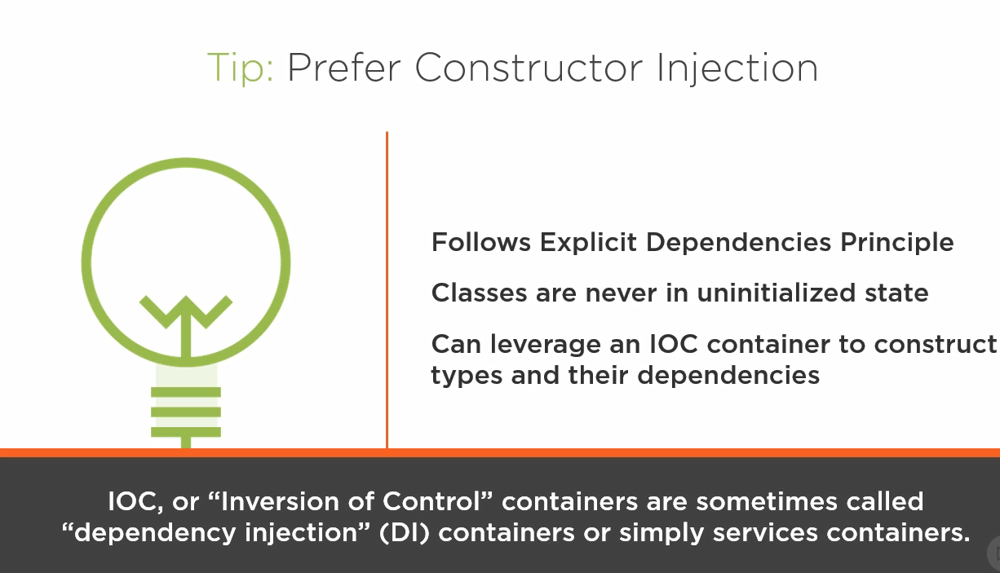 Tip: Prefer Constructor Injection
Follows Explicit Dependencies Principle
Classes are never in uninitialized state
Can leverage an IOC container to construct
types and their dependencies
IOC, or “Inversion of Control” containers are sometimes called
“dependency injection” (DI) containers or simply services containers.